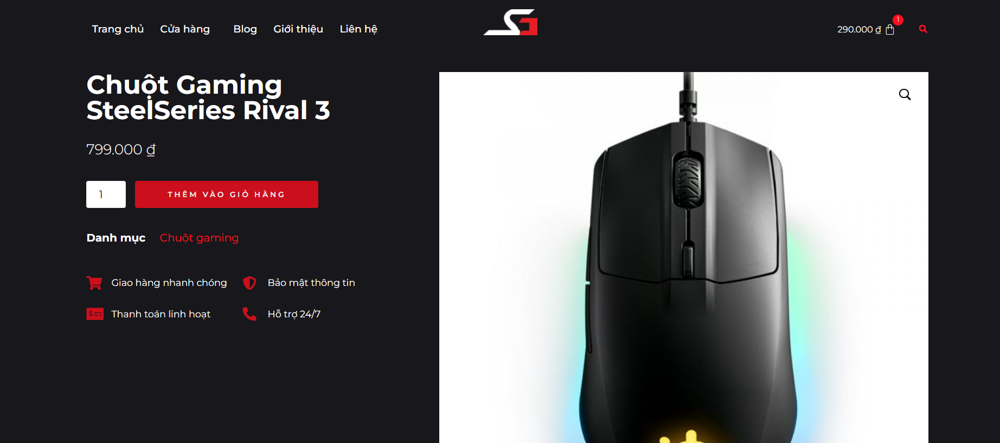 Trang chủ Cửa hàng Blog Giới thiệu Liên hệ
SG
290.000 ₫ 1
Chuột Gaming
SteelSeries Rival 3
799.000 ₫
1 THÊM VÀO GIỎ HÀNG
Danh mục Chuột gaming
Giao hàng nhanh chóng Bảo mật thông tin
Thanh toán linh hoạt Hỗ trợ 24/7